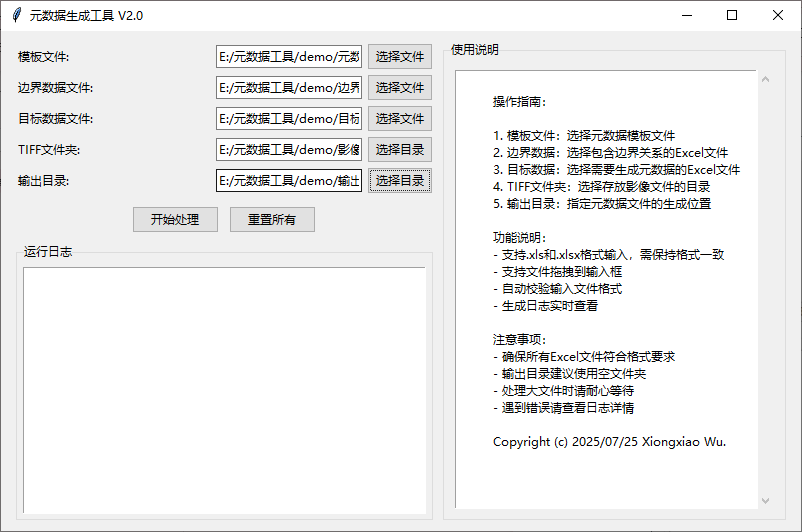 元数据生成工具 V2.0
模板文件: E:/元数据工具/demo/元数 选择文件
边界数据文件: E:/元数据工具/demo/边界 选择文件
目标数据文件: E:/元数据工具/demo/目标 选择文件
TIFF文件夹: E:/元数据工具/demo/影像 选择目录
输出目录: E:/元数据工具/demo/输出 选择目录
开始处理 重置所有
运行日志
使用说明
操作指南：
1. 模板文件：选择元数据模板文件
2. 边界数据：选择包含边界关系的Excel文件
3. 目标数据：选择需要生成元数据的Excel文件
4. TIFF文件夹：选择存放影像文件的目录
5. 输出目录：指定元数据文件的生成位置
功能说明：
- 支持.xls和.xlsx格式输入，需保持格式一致
- 支持文件拖拽到输入框
- 自动校验输入文件格式
- 生成日志实时查看
注意事项：
- 确保所有Excel文件符合格式要求
- 输出目录建议使用空文件夹
- 处理大文件时请耐心等待
- 遇到错误请查看日志详情
Copyright (c) 2025/07/25 Xiongxiao Wu.